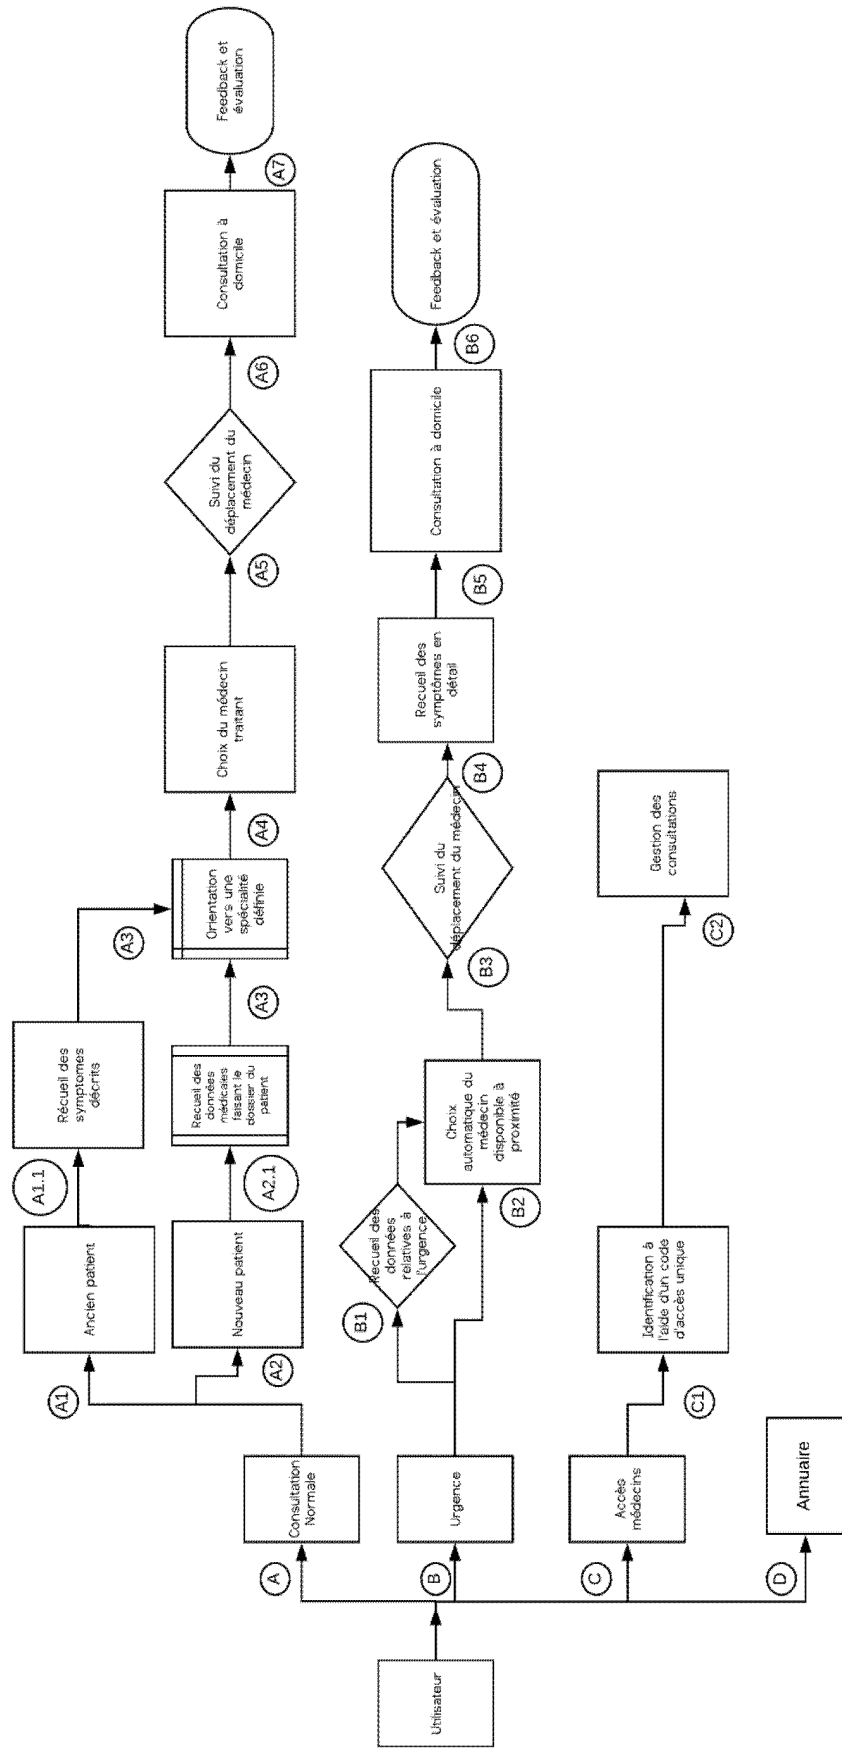 Utilisateur
A
Consultation
Normale
A1
Ancien patient
A1.1
Récueil des
symptomes
décrits
A3
A2
Nouveau patient
A2.1
Recueil des
données
médicales
faisant le
dossier du
patient
A3
Orientation
vers une
spécialité
définie
A4
Choix du médecin
traitant
A5
Suivi du
déplacement du
médecin
A6
Consultation à
domicile
A7
Feedback et
évaluation
B
Urgence
B1
Recueil des
données
relatives à
l'urgence
B2
Choix
automatique du
médecin
disponible à
proximité
B3
Suivi du
déplacement du médecin
B4
Recueil des
symptômes en
détail
B5
Consultation à domicile
B6
Feedback et évaluation
C
Accès
médecins
C1
Identification à
l'aide d'un code
d'accès unique
C2
Gestion des
consultations
D
Annuaire